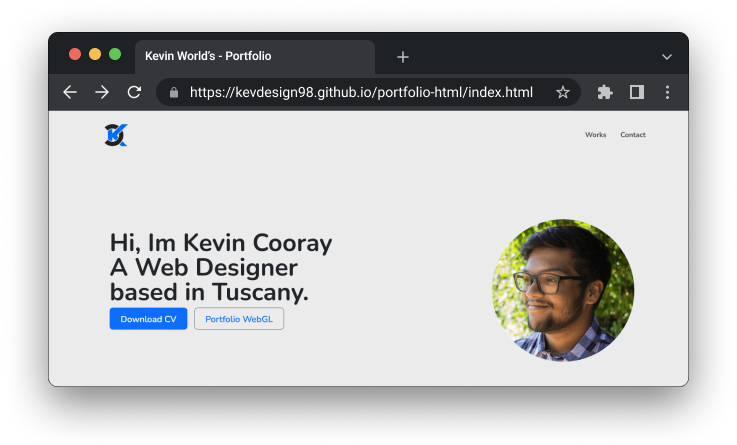 Kevin World's - Portfolio
https://kevdesign98.github.io/portfolio-html/index.html
Works Contact
Hi, Im Kevin Cooray
A Web Designer
based in Tuscany.
Download CV Portfolio WebGL